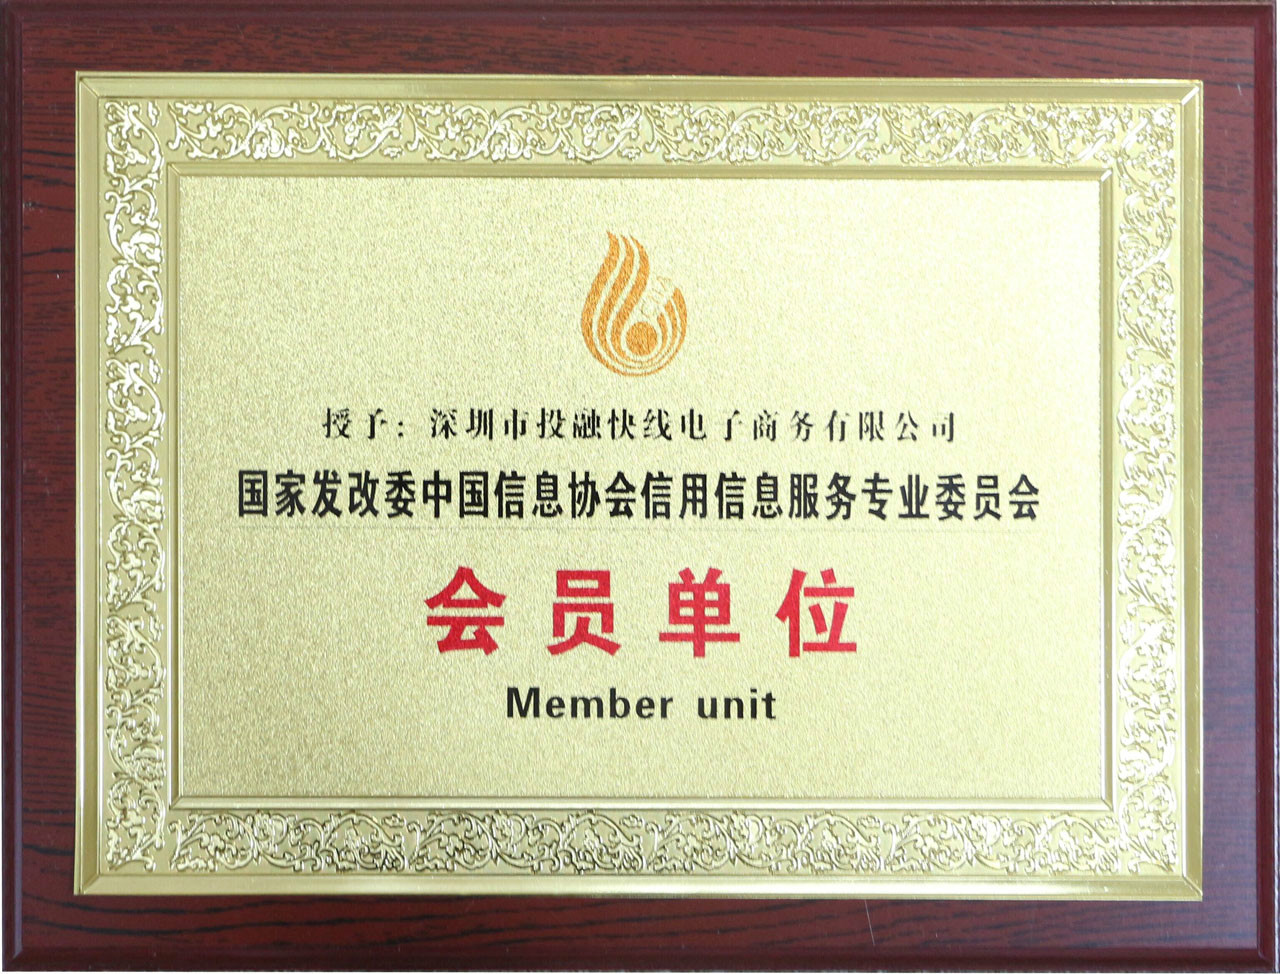 授予：深圳市投融快线电子商务有限公司
国家发改委中国信息协会信用信息服务专业委员会
会员单位
Member unit